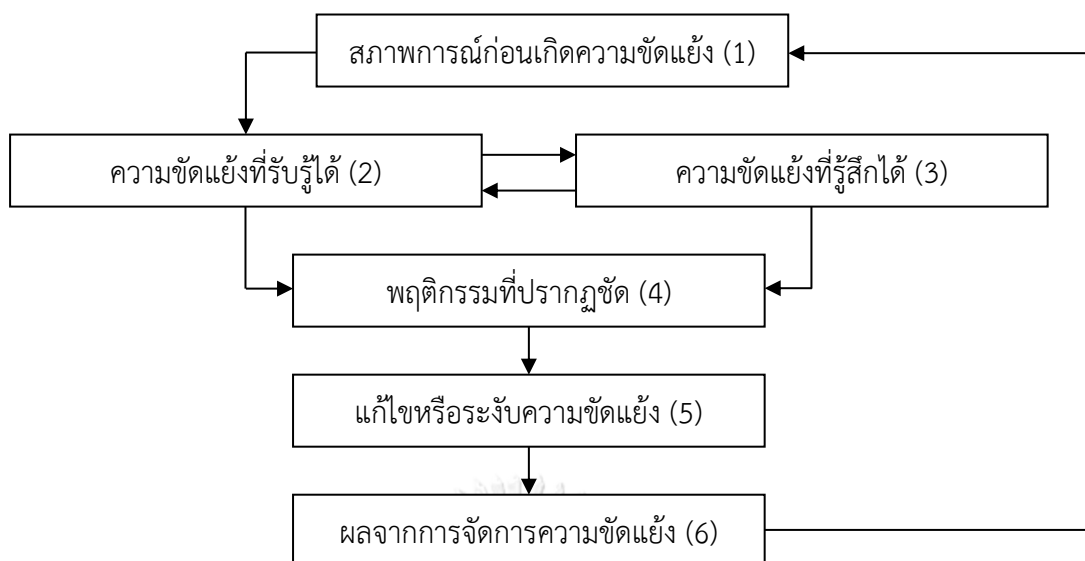 สภาพการณ์ก่อนเกิดความขัดแย้ง (1)
ความขัดแย้งที่รับรู้ได้ (2)
ความขัดแย้งที่รู้สึกได้ (3)
พฤติกรรมที่ปรากฏชัด (4)
แก้ไขหรือระงับความขัดแย้ง (5)
ผลจากการจัดการความขัดแย้ง (6)